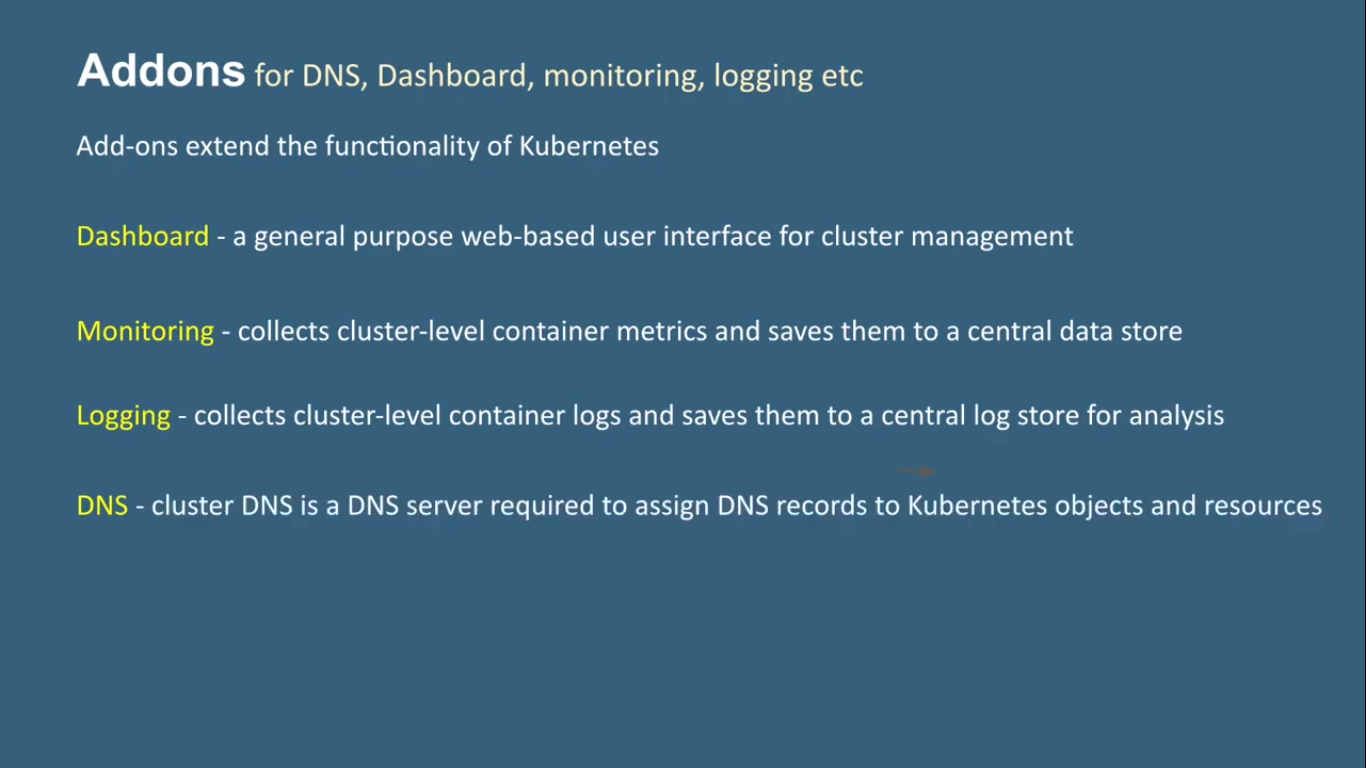 Addons for DNS, Dashboard, monitoring, logging etc
Add-ons extend the functionality of Kubernetes
Dashboard - a general purpose web-based user interface for cluster management
Monitoring - collects cluster-level container metrics and saves them to a central data store
Logging - collects cluster-level container logs and saves them to a central log store for analysis
DNS - cluster DNS is a DNS server required to assign DNS records to Kubernetes objects and resources